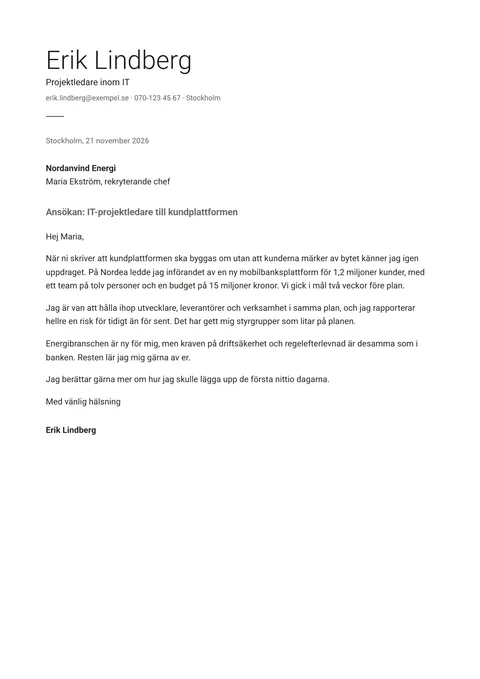 Erik Lindberg
Projektledare inom IT
erik.lindberg@exempel.se · 070-123 45 67 · Stockholm
Stockholm, 21 november 2026
Nordanvind Energi
Maria Ekström, rekryterande chef
Ansökan: IT-projektledare till kundplattformen
Hej Maria,
När ni skriver att kundplattformen ska byggas om utan att kunderna märker av bytet känner jag igen
uppdraget. På Nordea ledde jag införandet av en ny mobilbanksplattform för 1,2 miljoner kunder, med
ett team på tolv personer och en budget på 15 miljoner kronor. Vi gick i mål två veckor före plan.
Jag är van att hålla ihop utvecklare, leverantörer och verksamhet i samma plan, och jag rapporterar
hellre en risk för tidigt än för sent. Det har gett mig styrgrupper som litar på planen.
Energibranschen är ny för mig, men kraven på driftsäkerhet och regelefterlevnad är desamma som i
banken. Resten lär jag mig gärna av er.
Jag berättar gärna mer om hur jag skulle lägga upp de första nittio dagarna.
Med vänlig hälsning
Erik Lindberg